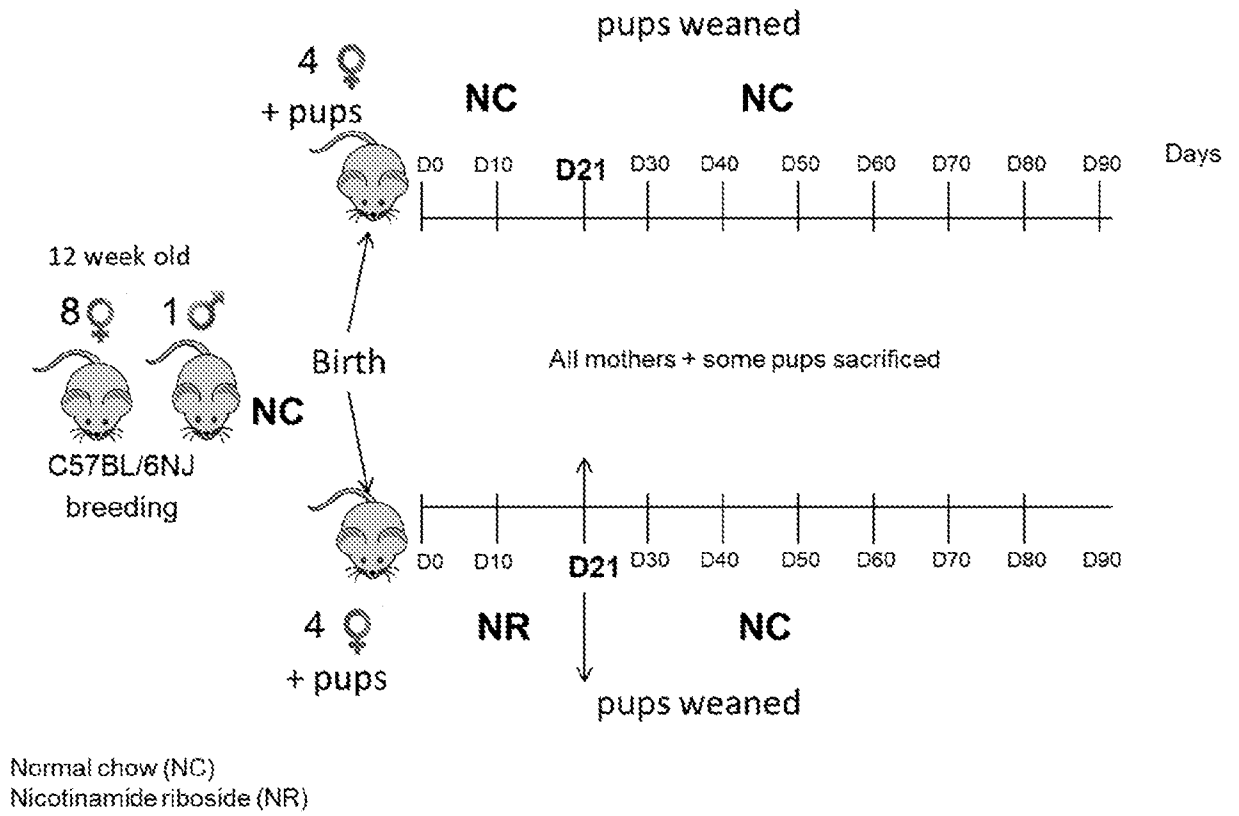 pups weaned
4 ♀
+ pups
NC NC
D0 D10 D21 D30 D40 D50 D60 D70 D80 D90 Days
12 week old
8♀ 1♂
Birth
All mothers + some pups sacrificed
NC
C57BL/6NJ
breeding
D0 D10 D21 D30 D40 D50 D60 D70 D80 D90
4 ♀
+ pups
NR NC
pups weaned
Normal chow (NC)
Nicotinamide riboside (NR)